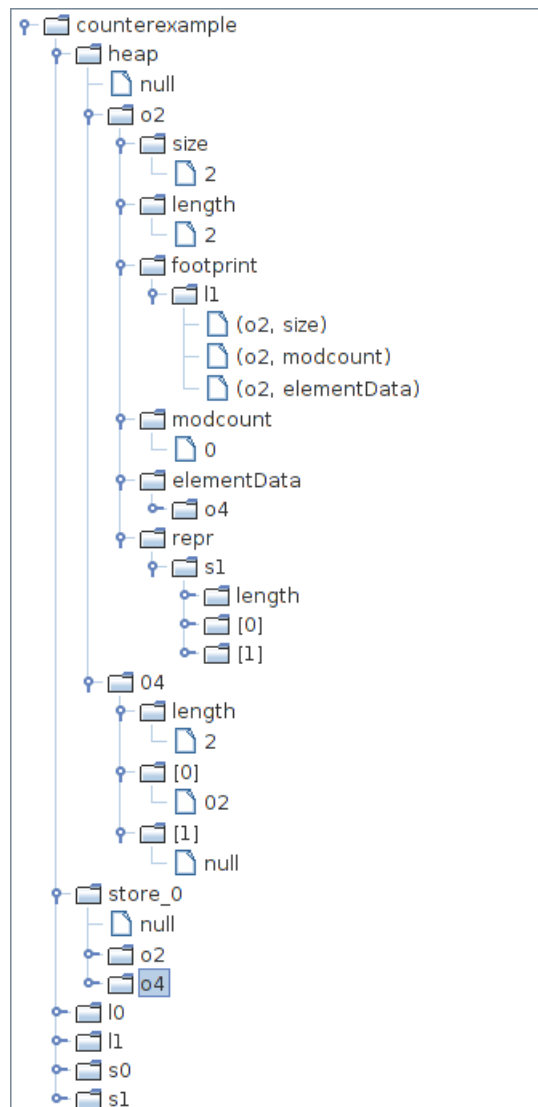 counterexample
heap
null
o2
size
2
length
2
footprint
l1
(o2, size)
(o2, modcount)
(o2, elementData)
modcount
0
elementData
o4
repr
s1
length
[0]
[1]
04
length
2
[0]
02
[1]
null
store_0
null
o2
o4
l0
l1
s0
s1